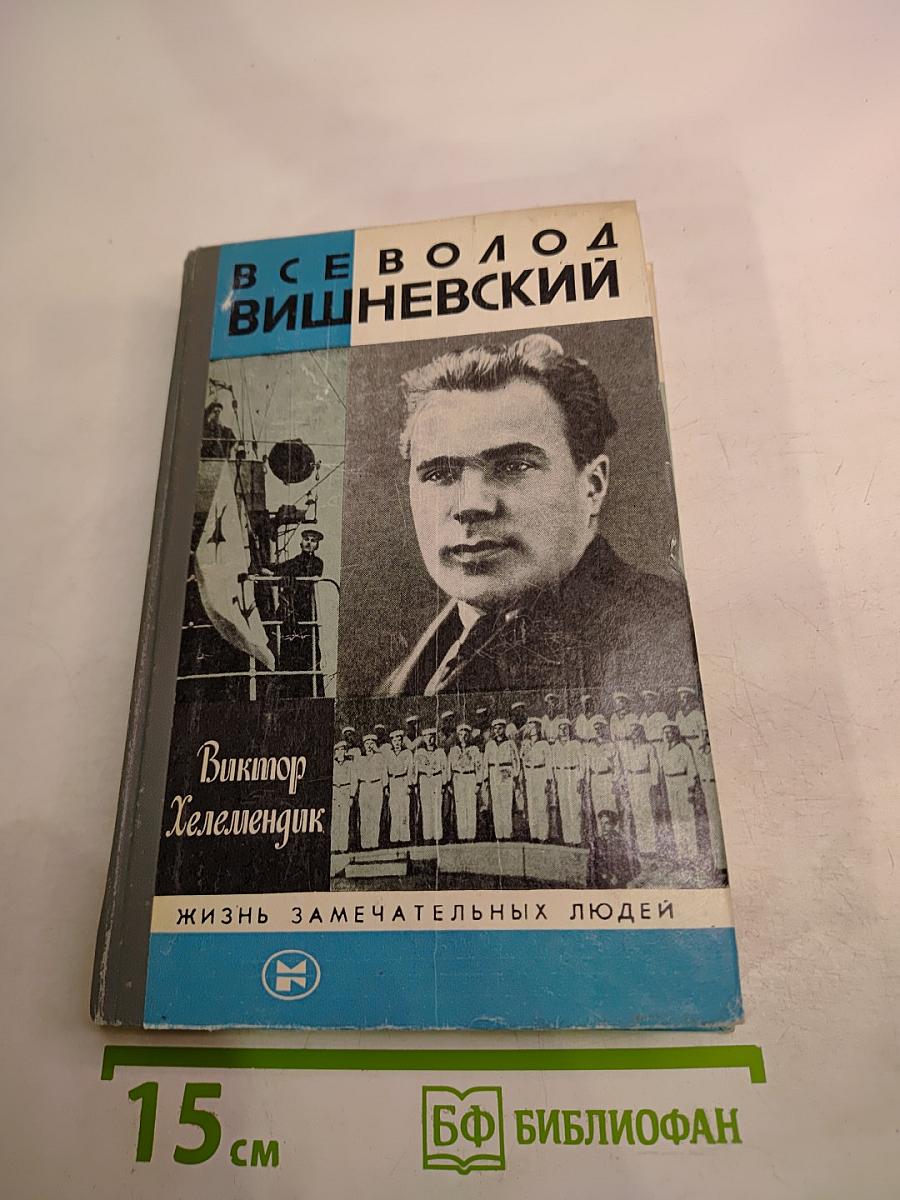 ВСЕВОЛОД
ВИШНЕВСКИЙ
Виктор
Хелемендик
ЖИЗНЬ ЗАМЕЧАТЕЛЬНЫХ ЛЮДЕЙ
15 см
БФ БИБЛИОФАН